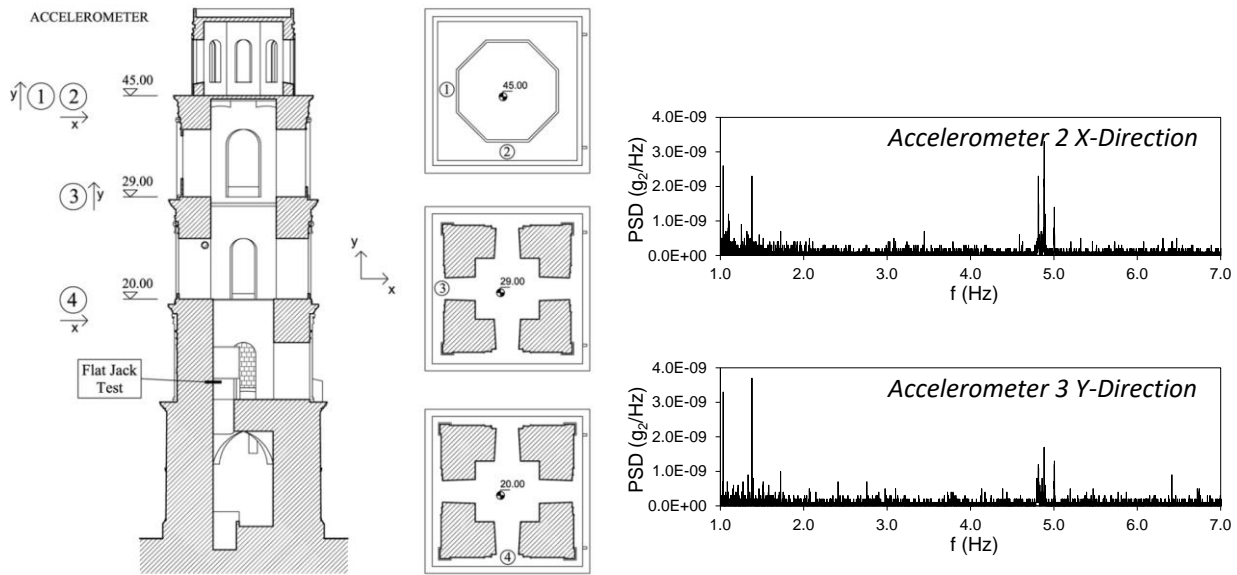 ACCELEROMETER
y 1 2
x
45.00
3 y
29.00
4
x
20.00
Flat Jack
Test
y
x
1
45.00
2
3
29.00
20.00
4
Accelerometer 2 X-Direction
PSD (g2/Hz)
4.0E-09
3.0E-09
2.0E-09
1.0E-09
0.0E+00
1.0 2.0 3.0 4.0 5.0 6.0 7.0
f (Hz)
Accelerometer 3 Y-Direction
PSD (g2/Hz)
4.0E-09
3.0E-09
2.0E-09
1.0E-09
0.0E+00
1.0 2.0 3.0 4.0 5.0 6.0 7.0
f (Hz)